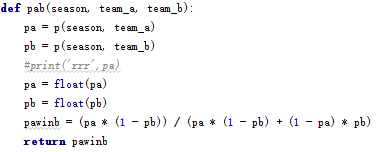 def pab(season, team_a, team_b):
    pa = p(season, team_a)
    pb = p(season, team_b)
    #print('rrr',pa)
    pa = float(pa)
    pb = float(pb)
    pawinb = (pa * (1 - pb)) / (pa * (1 - pb) + (1 - pa) * pb)
    return pawinb